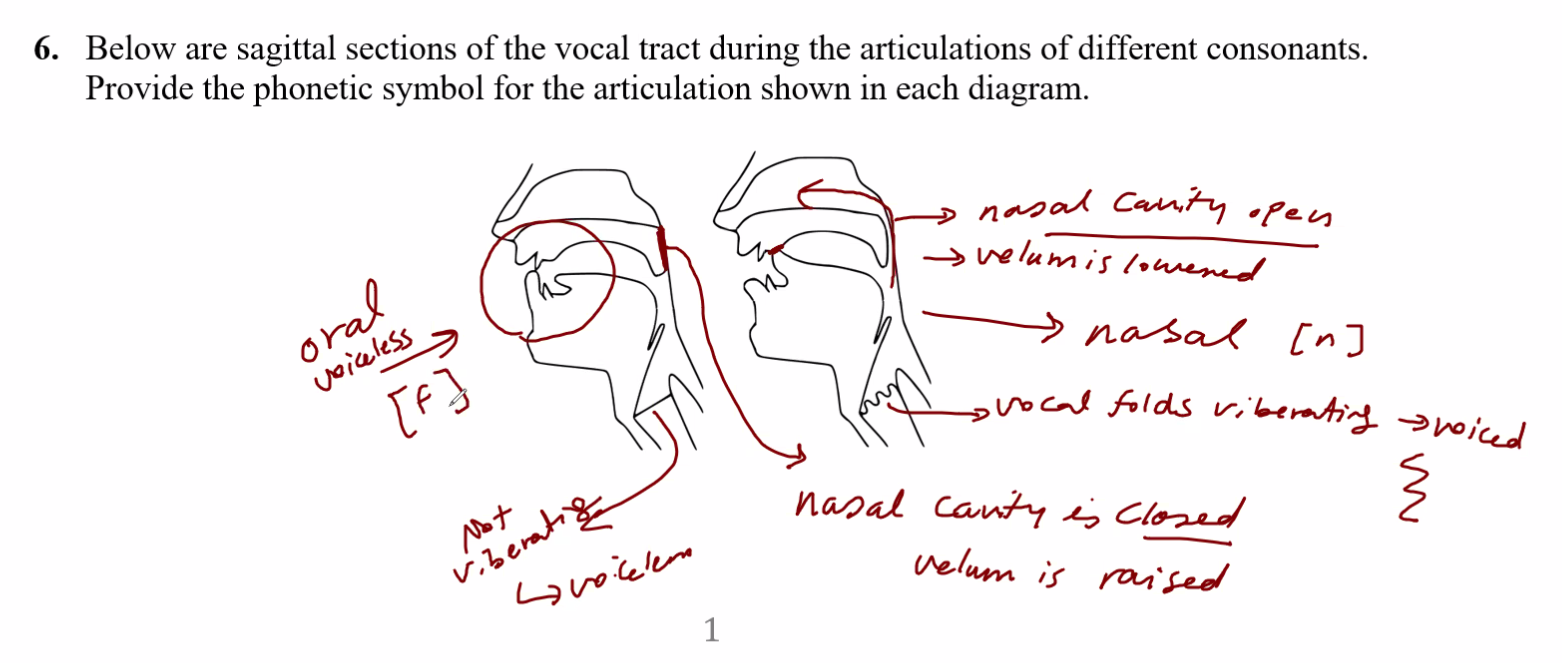 6. Below are sagittal sections of the vocal tract during the articulations of different consonants.
Provide the phonetic symbol for the articulation shown in each diagram.
→ nasal cavity open
→ velum is lowered
oral
voiceless
[f]
→ nasal [n]
→ vocal folds viberating → voiced
nasal cavity is closed
velum is raised
Not
viberating
↳ voiceless
1